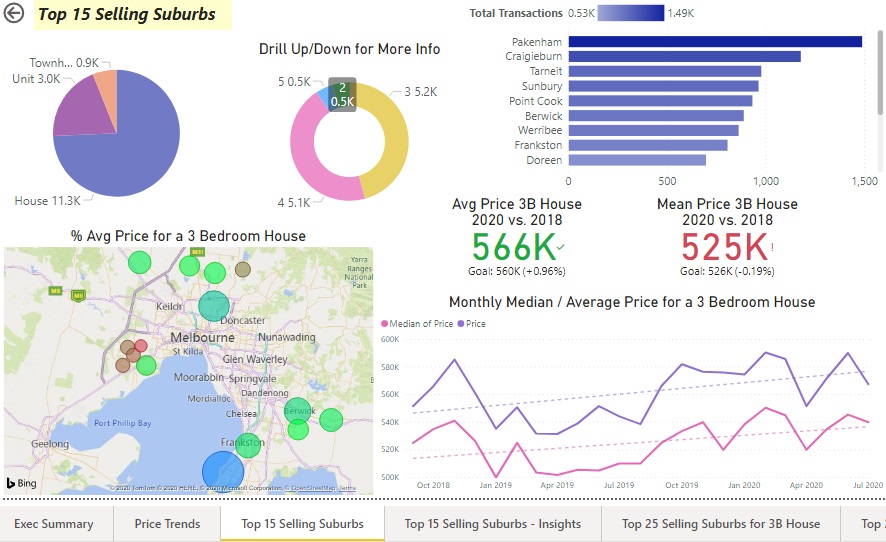 Top 15 Selling Suburbs
Townh... 0.9K
Unit 3.0K
House 11.3K
Drill Up/Down for More Info
5 0.5K
2
0.5K
3 5.2K
4 5.1K
Total Transactions 0.53K 1.49K
Pakenham
Craigieburn
Tarneit
Sunbury
Point Cook
Berwick
Werribee
Frankston
Doreen
0 500 1,000 1,500
Avg Price 3B House
2020 vs. 2018
566K
Goal: 560K (+0.96%)
Mean Price 3B House
2020 vs. 2018
525K!
Goal: 526K (-0.19%)
% Avg Price for a 3 Bedroom House
M31
Yarra
Ranges
National
Park
M8
Keilor
Doncaster
Melbourne
Nunawading
St Kilda
Glen Waverley
Moorabbin
Springvale
Mordialloc
Dandenong
Chelsea
Berwick
Port Phillip Bay
Geelong
Frankston
Bing
© 2020 TomTom © 2020 HERE, © 2020 Microsoft Corporation, © OpenStreetMap Terms
Monthly Median / Average Price for a 3 Bedroom House
Median of Price Price
600K
580K
560K
540K
520K
500K
Oct 2018 Jan 2019 Apr 2019 Jul 2019 Oct 2019 Jan 2020 Apr 2020 Jul 2020
Exec Summary Price Trends Top 15 Selling Suburbs Top 15 Selling Suburbs - Insights Top 25 Selling Suburbs for 3B House Top